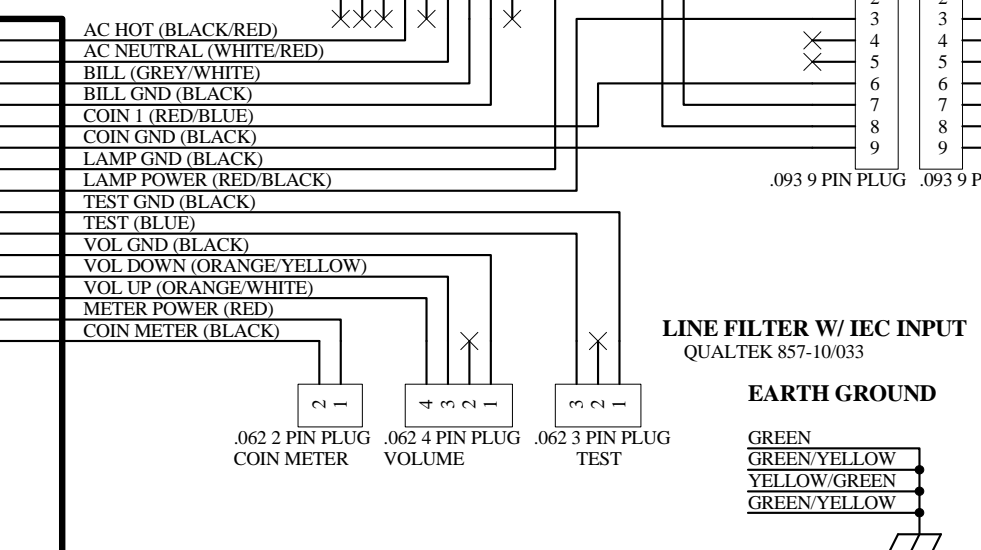 AC HOT (BLACK/RED)
AC NEUTRAL (WHITE/RED)
BILL (GREY/WHITE)
BILL GND (BLACK)
COIN 1 (RED/BLUE)
COIN GND (BLACK)
LAMP GND (BLACK)
LAMP POWER (RED/BLACK)
TEST GND (BLACK)
TEST (BLUE)
VOL GND (BLACK)
VOL DOWN (ORANGE/YELLOW)
VOL UP (ORANGE/WHITE)
METER POWER (RED)
COIN METER (BLACK)
2 1
.062 2 PIN PLUG
COIN METER
4 3 2 1
.062 4 PIN PLUG
VOLUME
3 2 1
.062 3 PIN PLUG
TEST
2 2
3 3
4 4
5 5
6 6
7 7
8 8
9 9
.093 9 PIN PLUG
.093 9 P
LINE FILTER W/ IEC INPUT
QUALTEK 857-10/033
EARTH GROUND
GREEN
GREEN/YELLOW
YELLOW/GREEN
GREEN/YELLOW